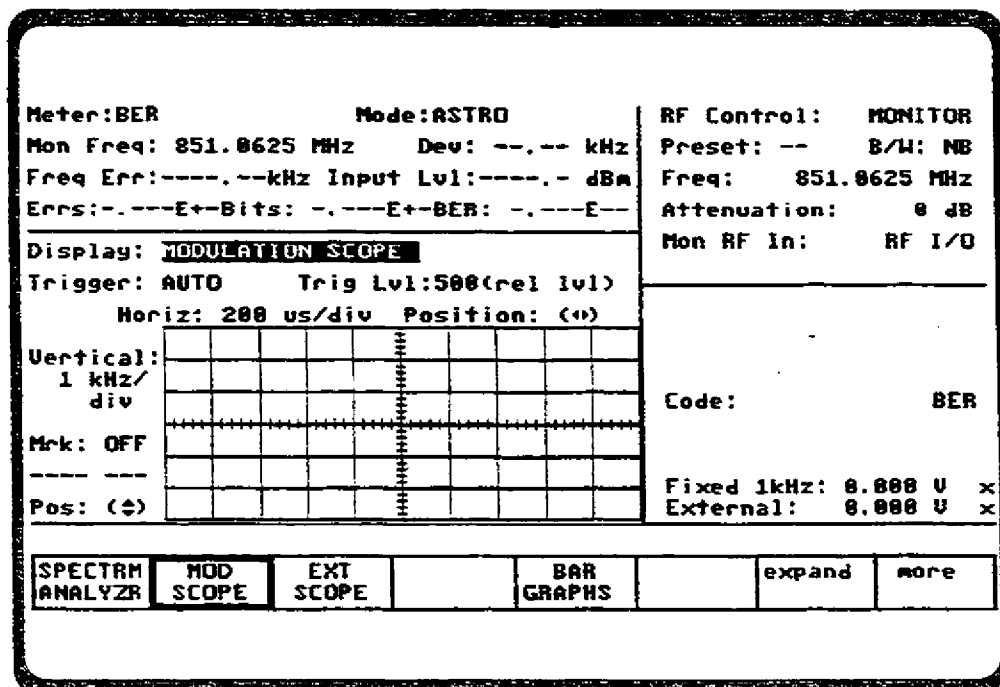 Meter:BER Mode:ASTRO
Mon Freq: 851.0625 MHz Dev: --.-- kHz
Freq Err:----.--kHz Input Lvl:----.- dBm
Errs:-.---E+-Bits: -.---E+-BER: -.---E--
Display: MODULATION SCOPE
Trigger: AUTO Trig Lvl:500(rel lvl)
Horiz: 200 us/div Position: (◂▸)
Vertical:
1 kHz/
div
Mrk: OFF
---- ---
Pos: (◆)
RF Control: MONITOR
Preset: -- B/W: NB
Freq: 851.0625 MHz
Attenuation: 0 dB
Mon RF In: RF I/O
Code: BER
Fixed 1kHz: 0.000 V x
External: 0.000 V x
SPECTRM
ANALYZR
MOD
SCOPE
EXT
SCOPE
BAR
GRAPHS
expand
more